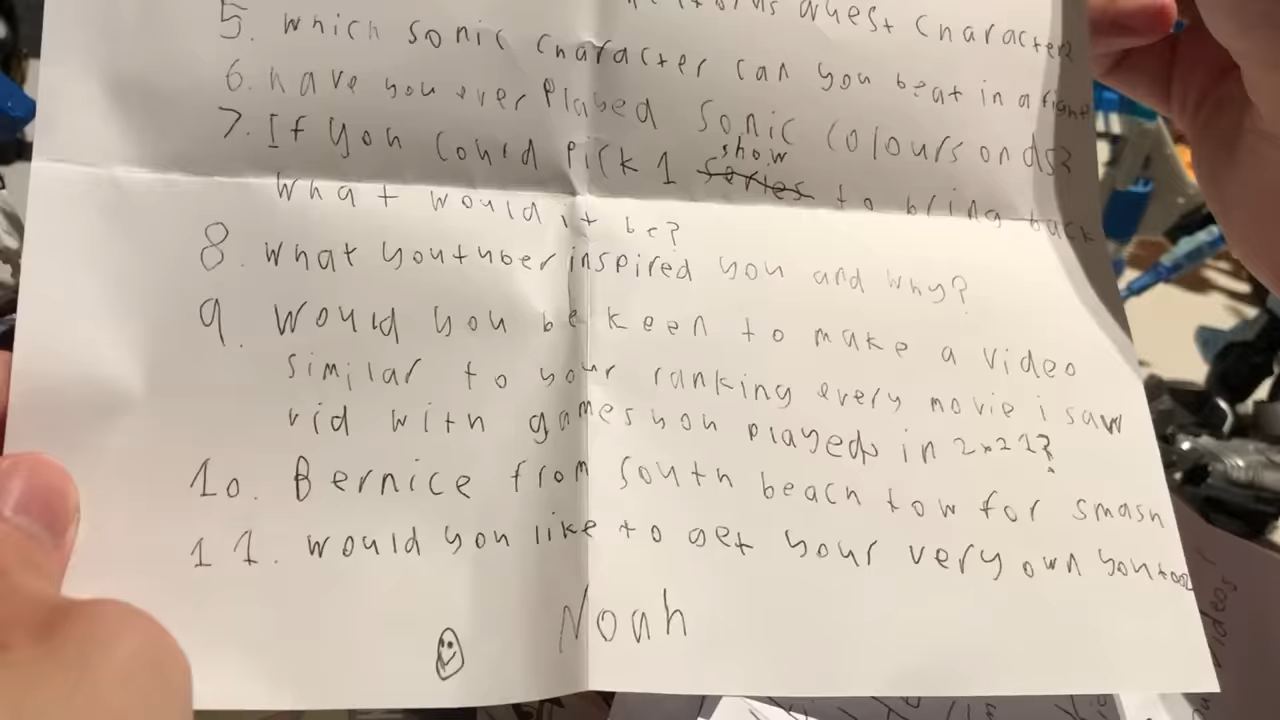 Quest Character?
5. which sonic character can you beat in a fight
6. have you ever Played Sonic Colours on ds?
7. If you could Pick 1 show series to bring back
what would it be?
8. what youtuber inspired you and why?
9. would you be keen to make a video
similar to your ranking every movie i saw
vid with games you played in 2021?
10. Bernice from south beach tow for smash
11. would you like to get your very own
Noah
videos!